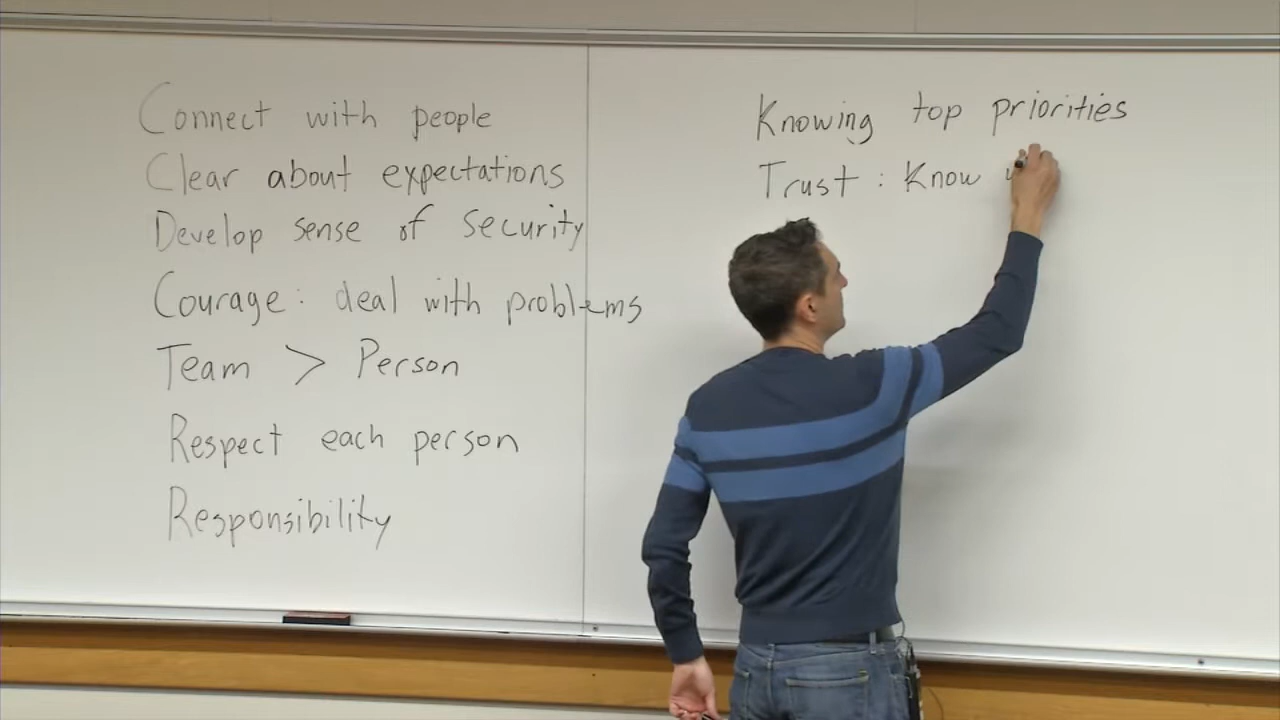 Connect with people
Clear about expectations
Develop sense of security
Courage: deal with problems
Team > Person
Respect each person
Responsibility
Knowing top priorities
Trust : Know